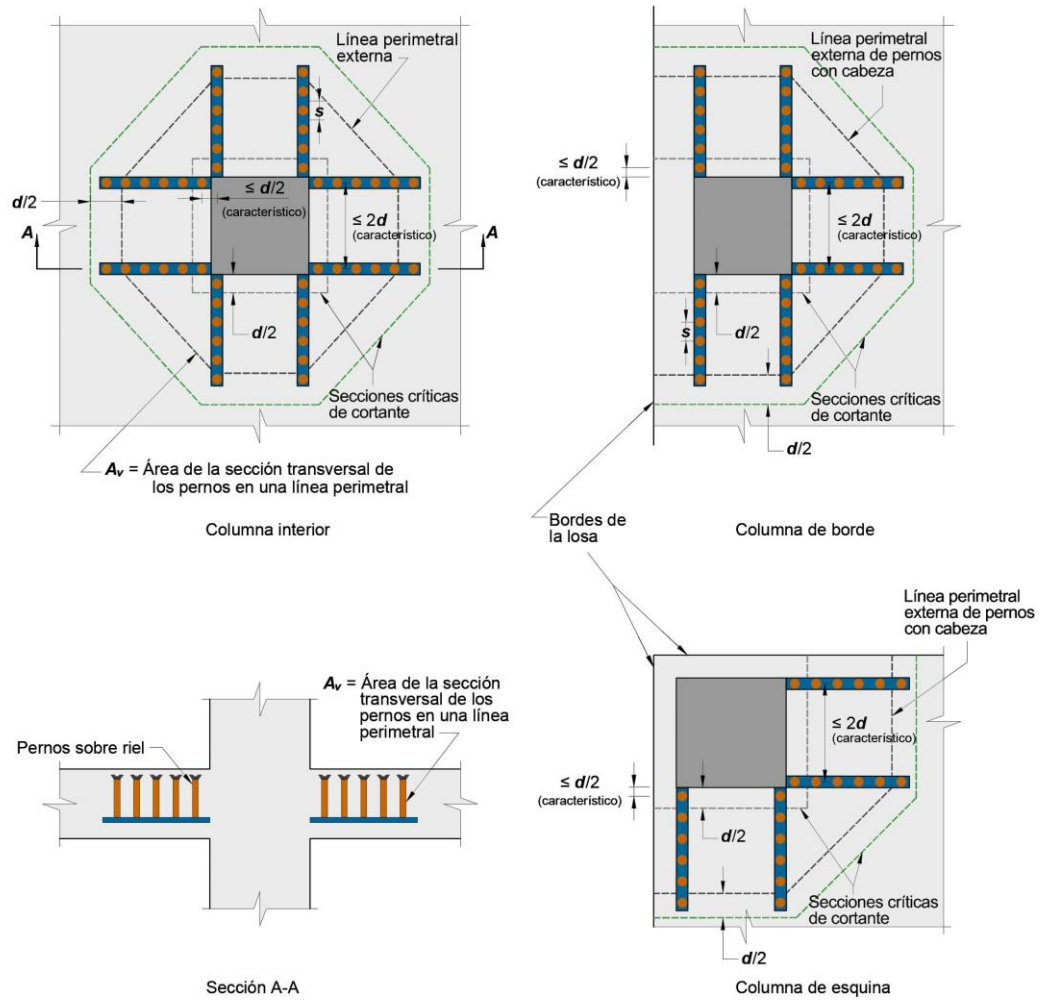 Línea perimetral
externa
s
≤ d/2
(característico)
≤ 2d
(característico)
d/2
A
A
d/2
Secciones críticas
de cortante
Av = Área de la sección transversal de
los pernos en una línea perimetral
Columna interior
Línea perimetral
externa de pernos
con cabeza
≤ d/2
(característico)
≤ 2d
(característico)
s
d/2
Secciones críticas
de cortante
d/2
Bordes de
la losa
Columna de borde
Av = Área de la sección
transversal de los
pernos en una línea
perimetral
Pernos sobre riel
Sección A-A
Línea perimetral
externa de pernos
con cabeza
≤ 2d
(característico)
≤ d/2
(característico)
d/2
Secciones críticas
de cortante
d/2
Columna de esquina